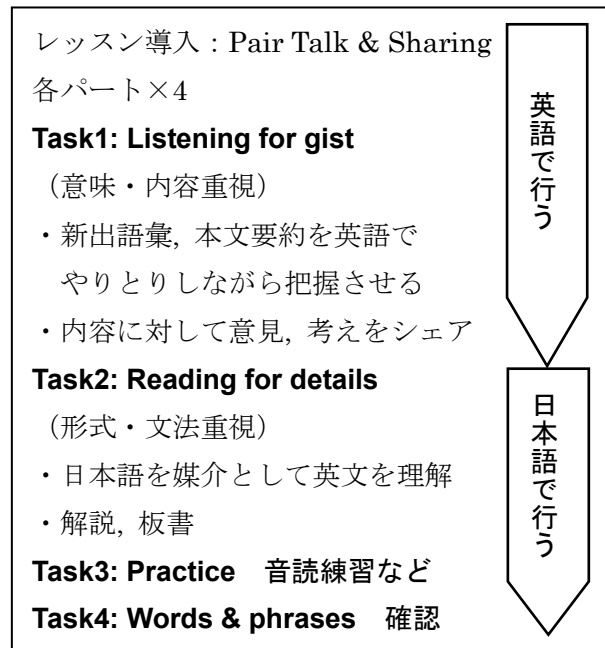 レッスン導入：Pair Talk & Sharing
各パート×4
Task1: Listening for gist
（意味・内容重視）
・新出語彙, 本文要約を英語で
やりとりしながら把握させる
・内容に対して意見, 考えをシェア
Task2: Reading for details
（形式・文法重視）
・日本語を媒介として英文を理解
・解説, 板書
Task3: Practice　音読練習など
Task4: Words & phrases　確認
英語で行う
日本語で行う